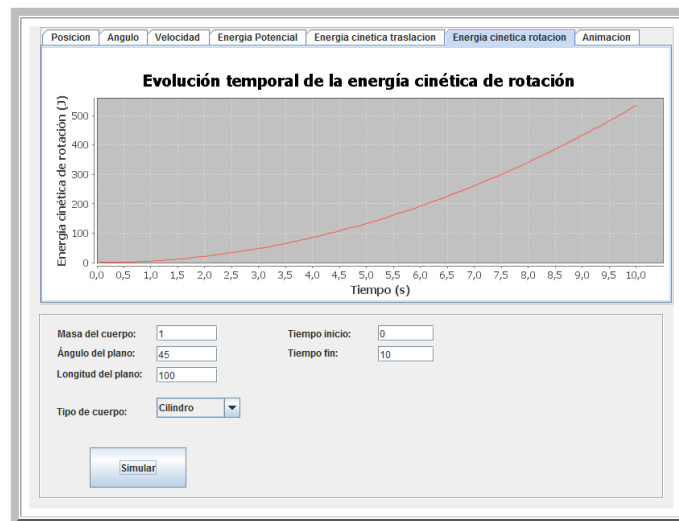 Posicion Angulo Velocidad Energia Potencial Energia cinetica traslacion Energia cinetica rotacion Animacion
Evolución temporal de la energía cinética de rotación
Energía cinética de rotación (J)
500
400
300
200
100
0
0,0 0,5 1,0 1,5 2,0 2,5 3,0 3,5 4,0 4,5 5,0 5,5 6,0 6,5 7,0 7,5 8,0 8,5 9,0 9,5 10,0
Tiempo (s)
Masa del cuerpo: 1 Tiempo inicio: 0
Ángulo del plano: 45 Tiempo fin: 10
Longitud del plano: 100
Tipo de cuerpo: Cilindro
Simular